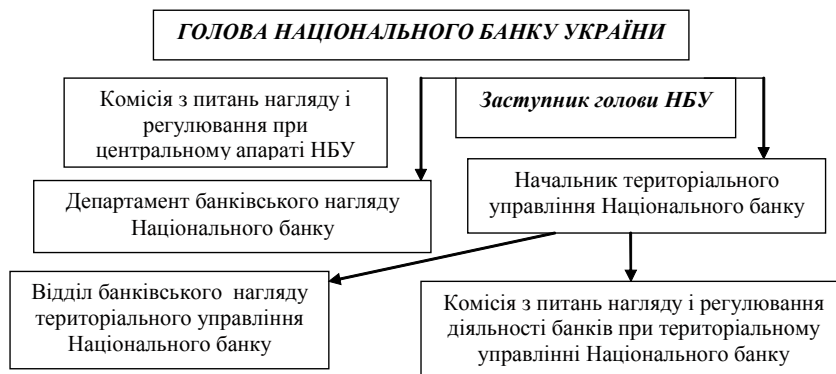 ГОЛОВА НАЦІОНАЛЬНОГО БАНКУ УКРАЇНИ
Комісія з питань нагляду і
регулювання при
центральному апараті НБУ
Заступник голови НБУ
Департамент банківського нагляду
Національного банку
Начальник територіального
управління Національного банку
Відділ банківського нагляду
територіального управління
Національного банку
Комісія з питань нагляду і регулювання
діяльності банків при територіальному
управлінні Національного банку